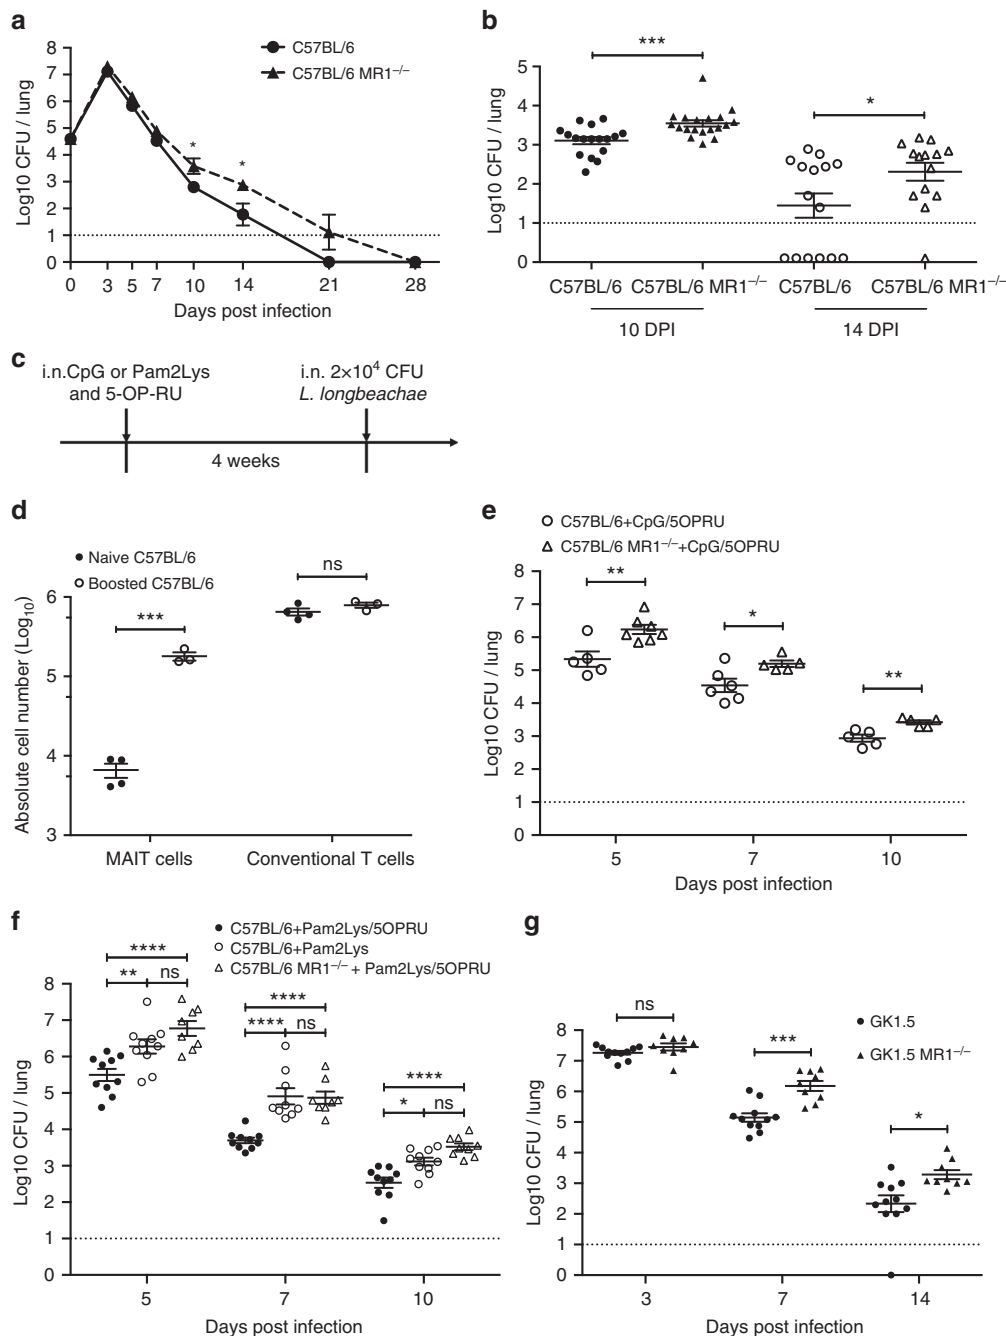 a
C57BL/6
C57BL/6 MR1–/–
Log10 CFU / lung
8
7
6
5
4
3
2
1
0
*
*
0 3 5 7 10 14 21 28
Days post infection
b
***
*
Log10 CFU / lung
5
4
3
2
1
0
C57BL/6 C57BL/6 MR1–/– C57BL/6 C57BL/6 MR1–/–
10 DPI 14 DPI
c
i.n.CpG or Pam2Lys
and 5-OP-RU
i.n. 2×10⁴ CFU
L. longbeachae
4 weeks
d
Naive C57BL/6
Boosted C57BL/6
***
ns
Absolute cell number (Log₁₀)
6
5
4
3
MAIT cells Conventional T cells
e
C57BL/6+CpG/5OPRU
C57BL/6 MR1–/–+CpG/5OPRU
**
*
**
Log10 CFU / lung
8
7
6
5
4
3
2
1
0
5 7 10
Days post infection
f
C57BL/6+Pam2Lys/5OPRU
C57BL/6+Pam2Lys
C57BL/6 MR1–/– + Pam2Lys/5OPRU
****
** ns
****
**** ns
****
* ns
Log10 CFU / lung
8
7
6
5
4
3
2
1
0
5 7 10
Days post infection
g
GK1.5
GK1.5 MR1–/–
ns
***
*
Log10 CFU / lung
8
7
6
5
4
3
2
1
0
3 7 14
Days post infection